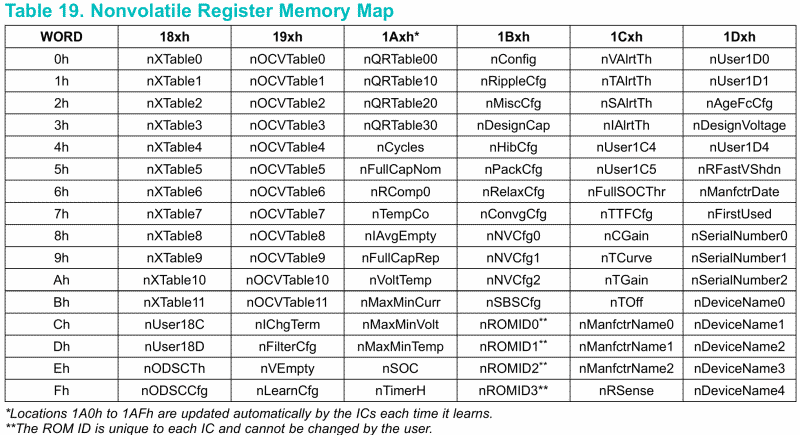 Table 19. Nonvolatile Register Memory Map
WORD 18xh 19xh 1Axh* 1Bxh 1Cxh 1Dxh
0h nXTable0 nOCVTable0 nQRTable00 nConfig nVAlrtTh nUser1D0
1h nXTable1 nOCVTable1 nQRTable10 nRippleCfg nTAlrtTh nUser1D1
2h nXTable2 nOCVTable2 nQRTable20 nMiscCfg nSAlrtTh nAgeFcCfg
3h nXTable3 nOCVTable3 nQRTable30 nDesignCap nIAlrtTh nDesignVoltage
4h nXTable4 nOCVTable4 nCycles nHibCfg nUser1C4 nUser1D4
5h nXTable5 nOCVTable5 nFullCapNom nPackCfg nUser1C5 nRFastVShdn
6h nXTable6 nOCVTable6 nRComp0 nRelaxCfg nFullSOCThr nManfctrDate
7h nXTable7 nOCVTable7 nTempCo nConvgCfg nTTFCfg nFirstUsed
8h nXTable8 nOCVTable8 nIAvgEmpty nNVCfg0 nCGain nSerialNumber0
9h nXTable9 nOCVTable9 nFullCapRep nNVCfg1 nTCurve nSerialNumber1
Ah nXTable10 nOCVTable10 nVoltTemp nNVCfg2 nTGain nSerialNumber2
Bh nXTable11 nOCVTable11 nMaxMinCurr nSBSCfg nTOff nDeviceName0
Ch nUser18C nIChgTerm nMaxMinVolt nROMID0** nManfctrName0 nDeviceName1
Dh nUser18D nFilterCfg nMaxMinTemp nROMID1** nManfctrName1 nDeviceName2
Eh nODSCTh nVEmpty nSOC nROMID2** nManfctrName2 nDeviceName3
Fh nODSCCfg nLearnCfg nTimerH nROMID3** nRSense nDeviceName4
*Locations 1A0h to 1AFh are updated automatically by the ICs each time it learns.
**The ROM ID is unique to each IC and cannot be changed by the user.